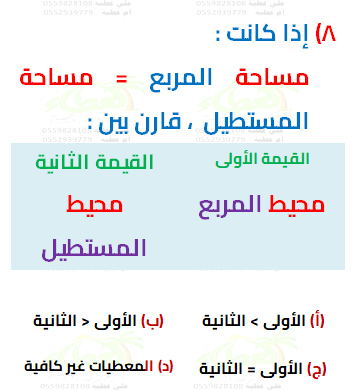 ٨) إذا كانت :
مساحة المربع = مساحة
المستطيل ، قارن بين :
القيمة الأولى القيمة الثانية
محيط المربع محيط
المستطيل
(أ) الأولى > الثانية (ب) الأولى < الثانية
(ج) الأولى = الثانية (د) المعطيات غير كافية